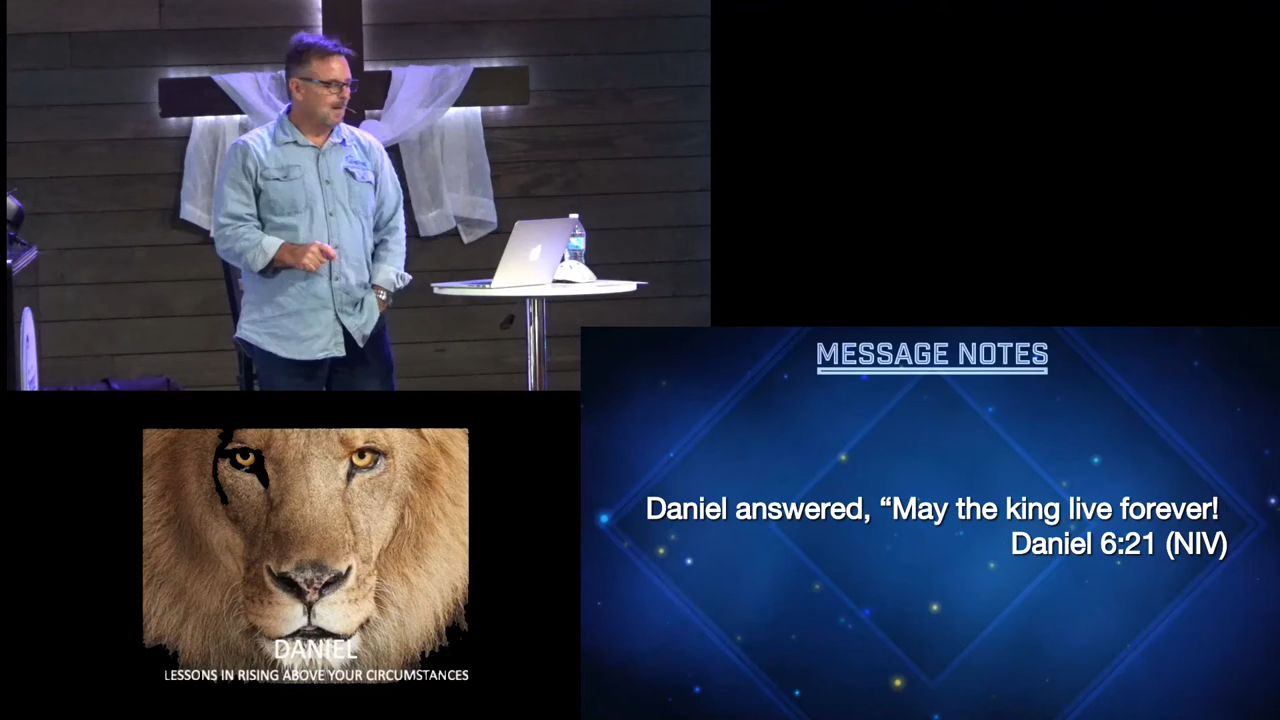 MESSAGE NOTES
Daniel answered, “May the king live forever!
Daniel 6:21 (NIV)
DANIEL
LESSONS IN RISING ABOVE YOUR CIRCUMSTANCES